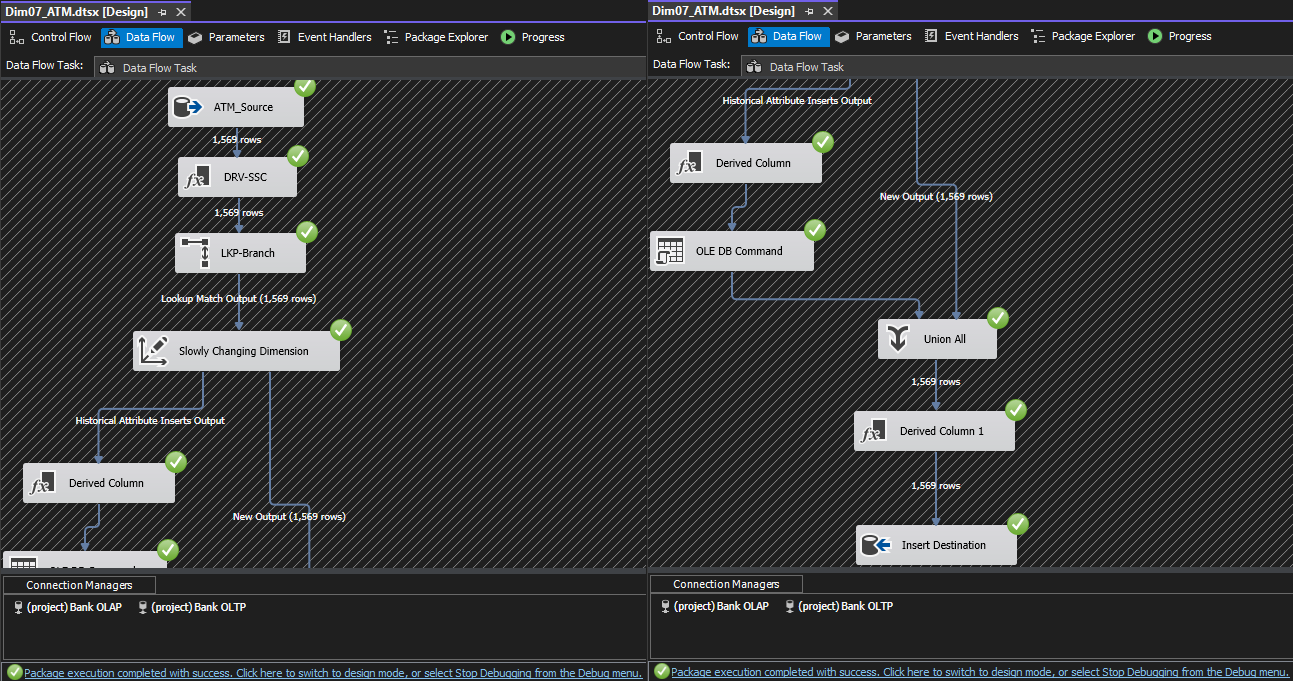 Dim07_ATM.dtsx [Design]
Control Flow
Data Flow
Parameters
Event Handlers
Package Explorer
Progress
Data Flow Task:
Data Flow Task
ATM_Source
1,569 rows
DRV-SSC
1,569 rows
LKP-Branch
Lookup Match Output (1,569 rows)
Slowly Changing Dimension
Historical Attribute Inserts Output
Derived Column
New Output (1,569 rows)
Connection Managers
(project) Bank OLAP
(project) Bank OLTP
Package execution completed with success. Click here to switch to design mode, or select Stop Debugging from the Debug menu.
Dim07_ATM.dtsx [Design]
Control Flow
Data Flow
Parameters
Event Handlers
Package Explorer
Progress
Data Flow Task:
Data Flow Task
Historical Attribute Inserts Output
Derived Column
New Output (1,569 rows)
OLE DB Command
Union All
1,569 rows
Derived Column 1
1,569 rows
Insert Destination
Connection Managers
(project) Bank OLAP
(project) Bank OLTP
Package execution completed with success. Click here to switch to design mode, or select Stop Debugging from the Debug menu.